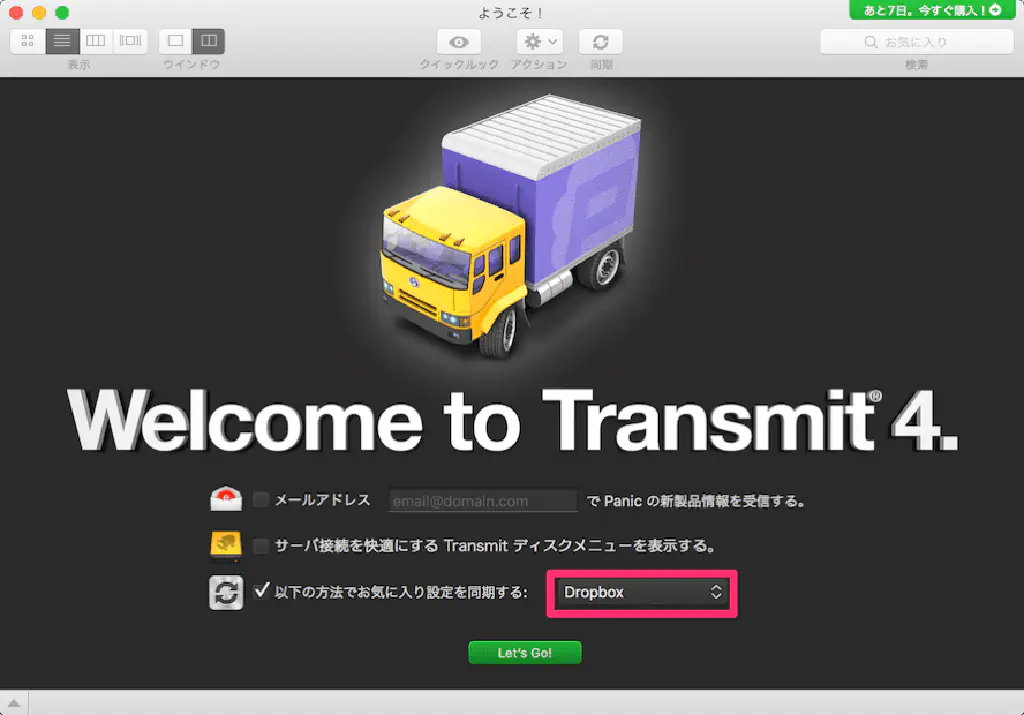 ようこそ！
あと7日。今すぐ購入！
お気に入り
表示
ウインドウ
クイックルック
アクション
同期
検索
Welcome to Transmit® 4.
メールアドレス email@domain.com で Panic の新製品情報を受信する。
サーバ接続を快適にする Transmit ディスクメニューを表示する。
以下の方法でお気に入り設定を同期する: Dropbox
Let's Go!